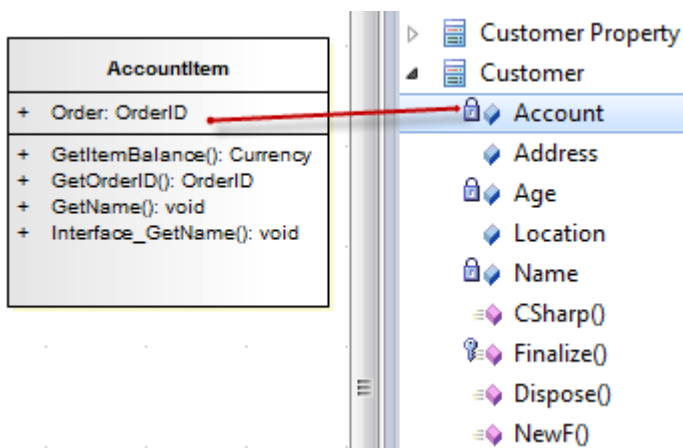 AccountItem
+ Order: OrderID
+ GetItemBalance(): Currency
+ GetOrderID(): OrderID
+ GetName(): void
+ Interface_GetName(): void
Customer Property
Customer
Account
Address
Age
Location
Name
CSharp()
Finalize()
Dispose()
NewF()